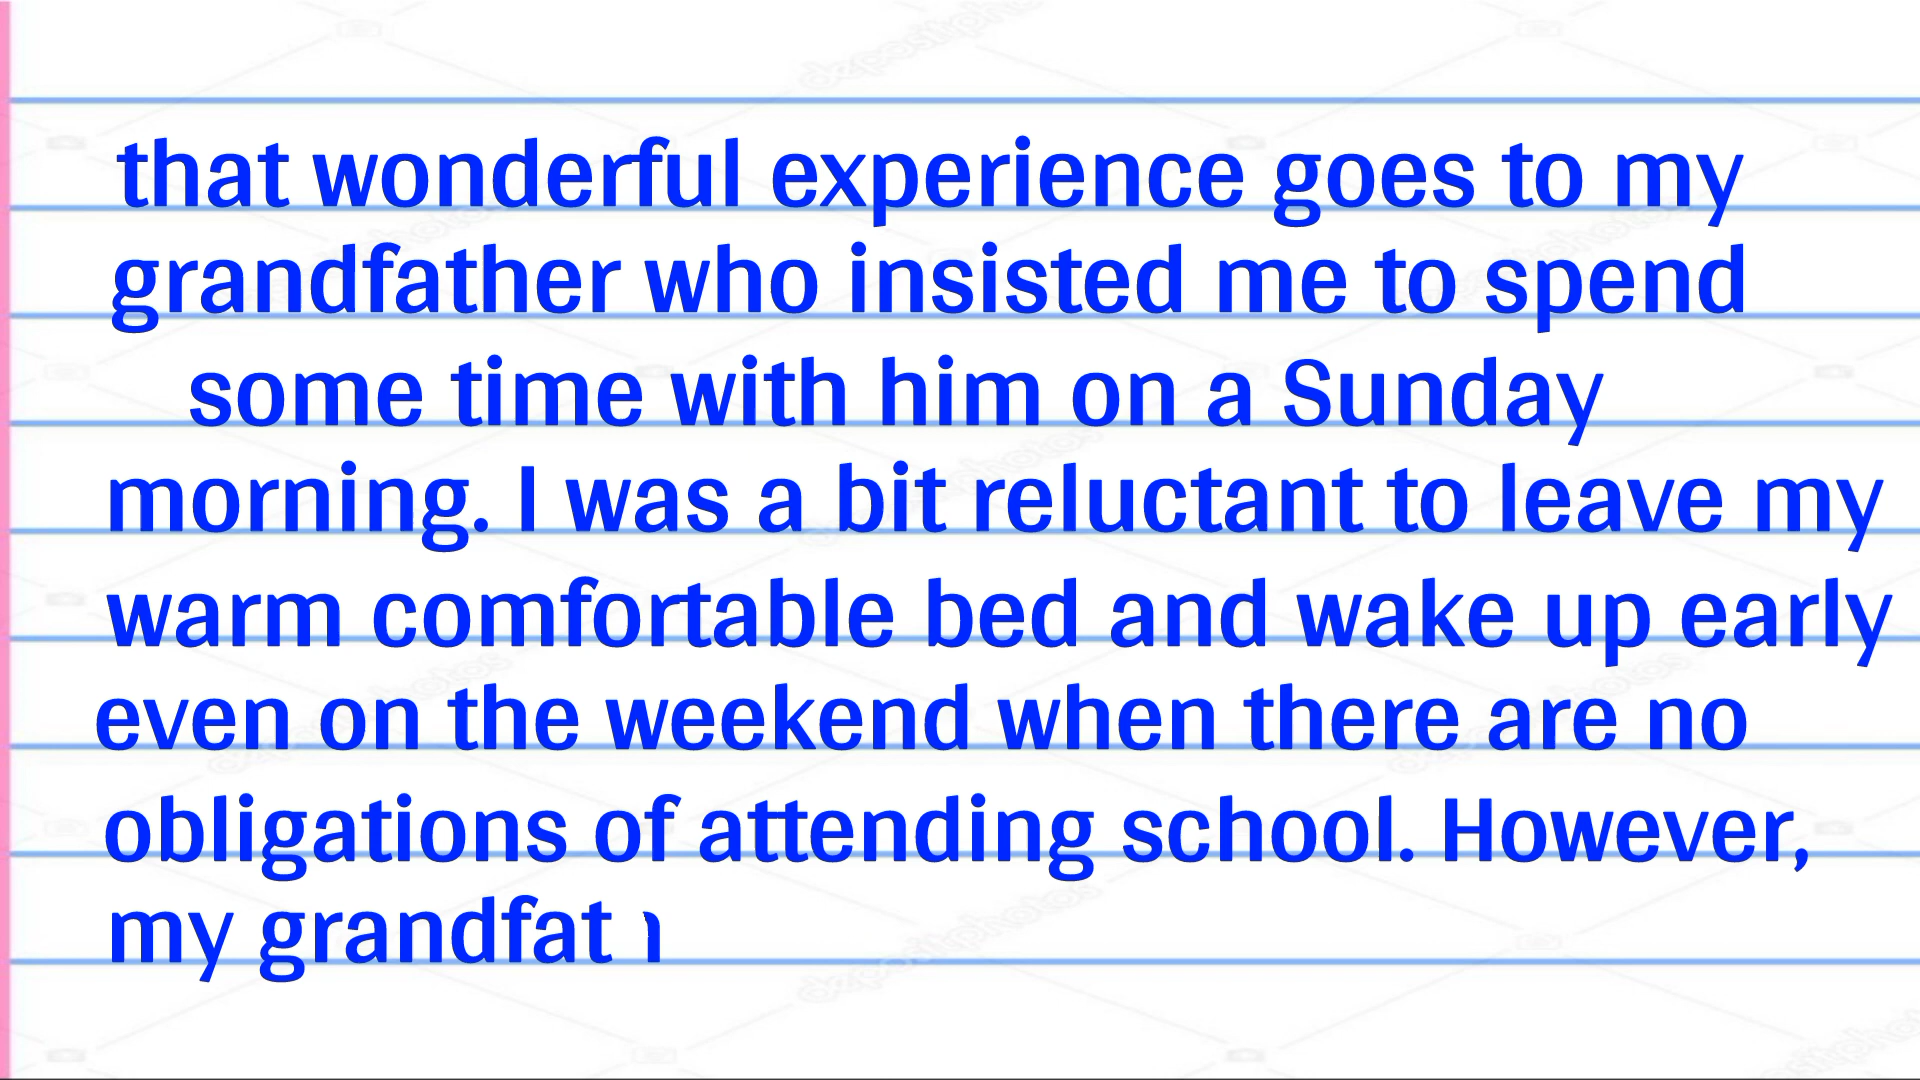 that wonderful experience goes to my
grandfather who insisted me to spend
some time with him on a Sunday
morning. I was a bit reluctant to leave my
warm comfortable bed and wake up early
even on the weekend when there are no
obligations of attending school. However,
my grandfat